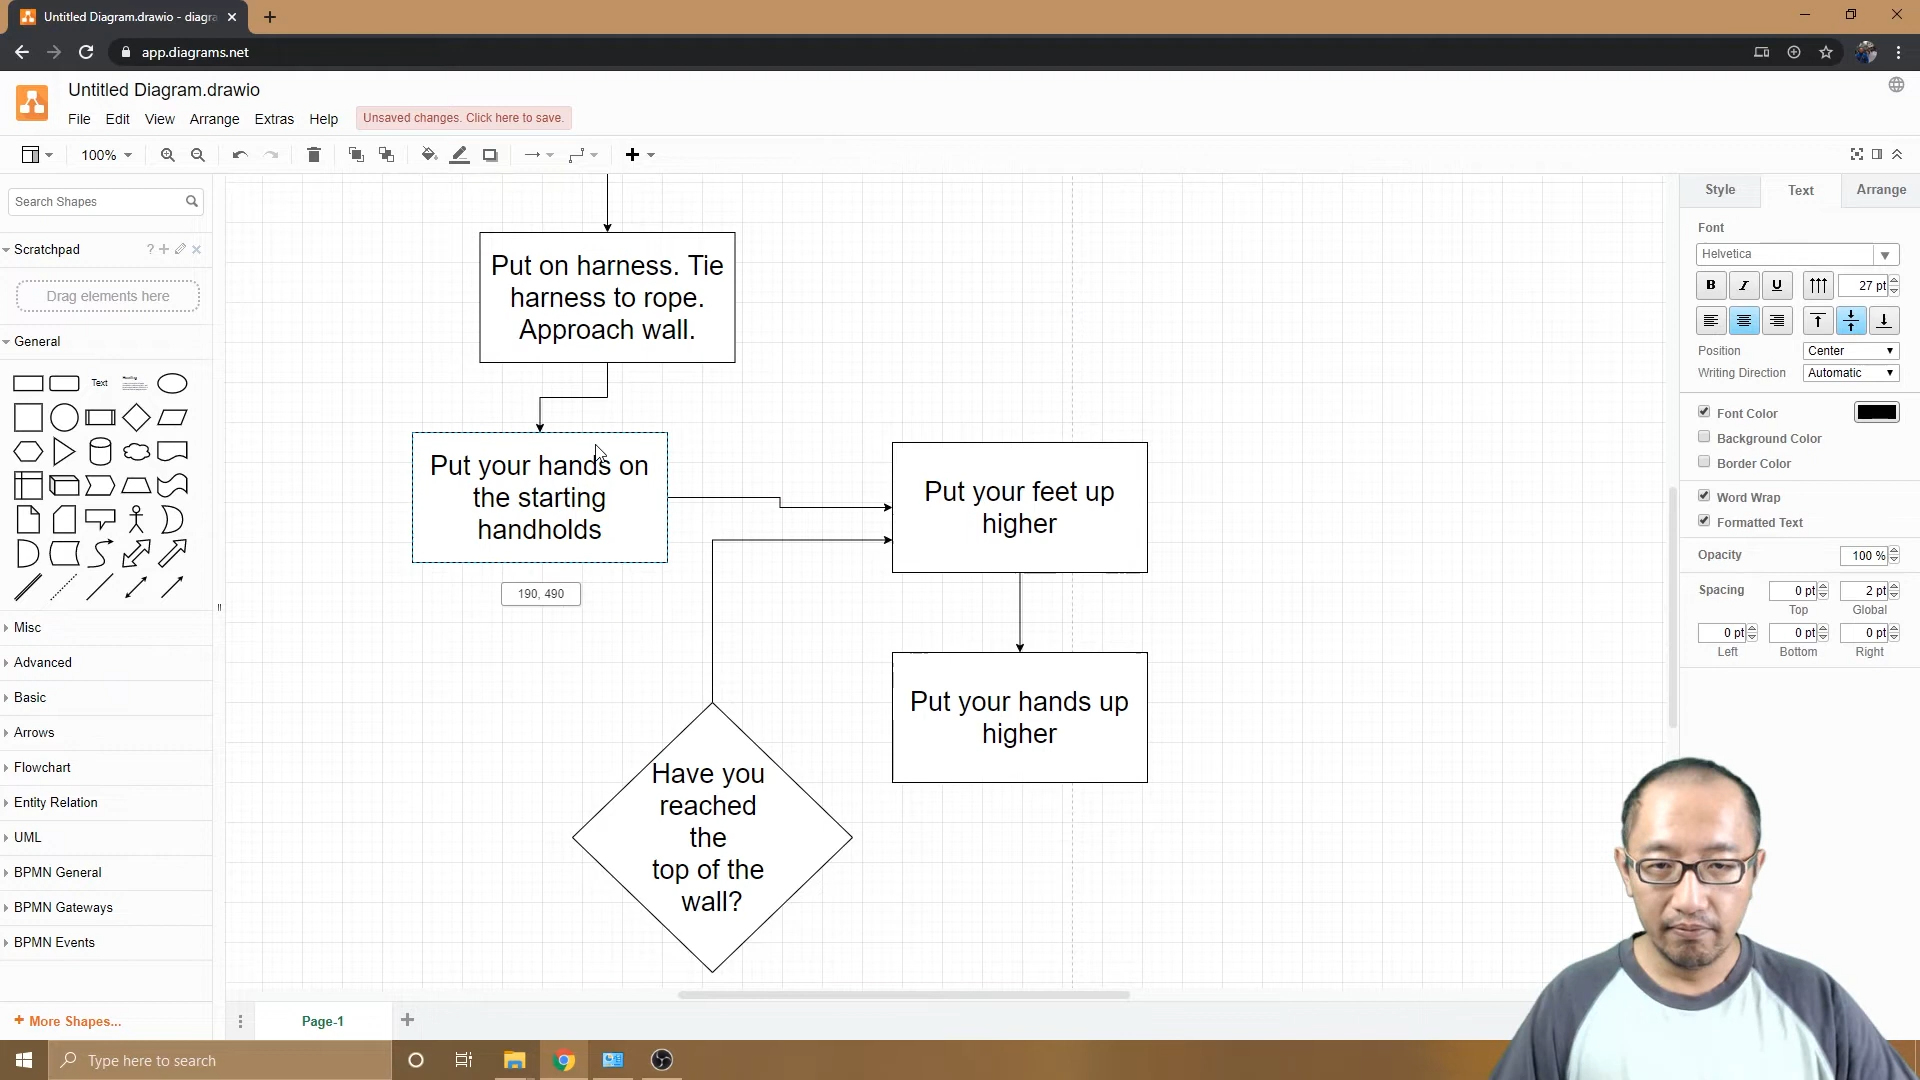 Untitled Diagram.drawio - diagra
app.diagrams.net
Untitled Diagram.drawio
File Edit View Arrange Extras Help
Unsaved changes. Click here to save.
100%
Search Shapes
Scratchpad
?
Drag elements here
General
Text
Misc
Advanced
Basic
Arrows
Flowchart
Entity Relation
UML
BPMN General
BPMN Gateways
BPMN Events
+ More Shapes...
Put on harness. Tie
harness to rope.
Approach wall.
Put your hands on
the starting
handholds
190, 490
Put your feet up
higher
Put your hands up
higher
Have you
reached
the
top of the
wall?
Page-1
Style Text Arrange
Font
Helvetica
B I U 27 pt
Position Center
Writing Direction Automatic
Font Color
Background Color
Border Color
Word Wrap
Formatted Text
Opacity 100 %
Spacing 0 pt 2 pt
Top Global
0 pt 0 pt 0 pt
Left Bottom Right
Type here to search